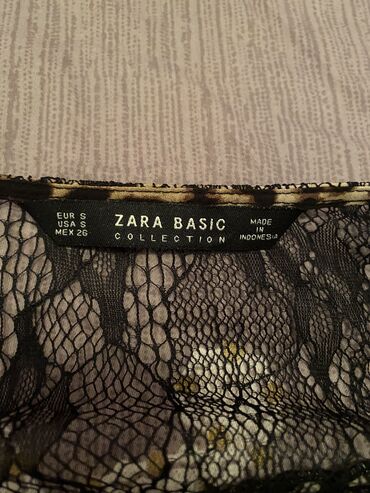 EUR S
USA S
MEX 26
ZARA BASIC
COLLECTION
MADE
IN
INDONESIA